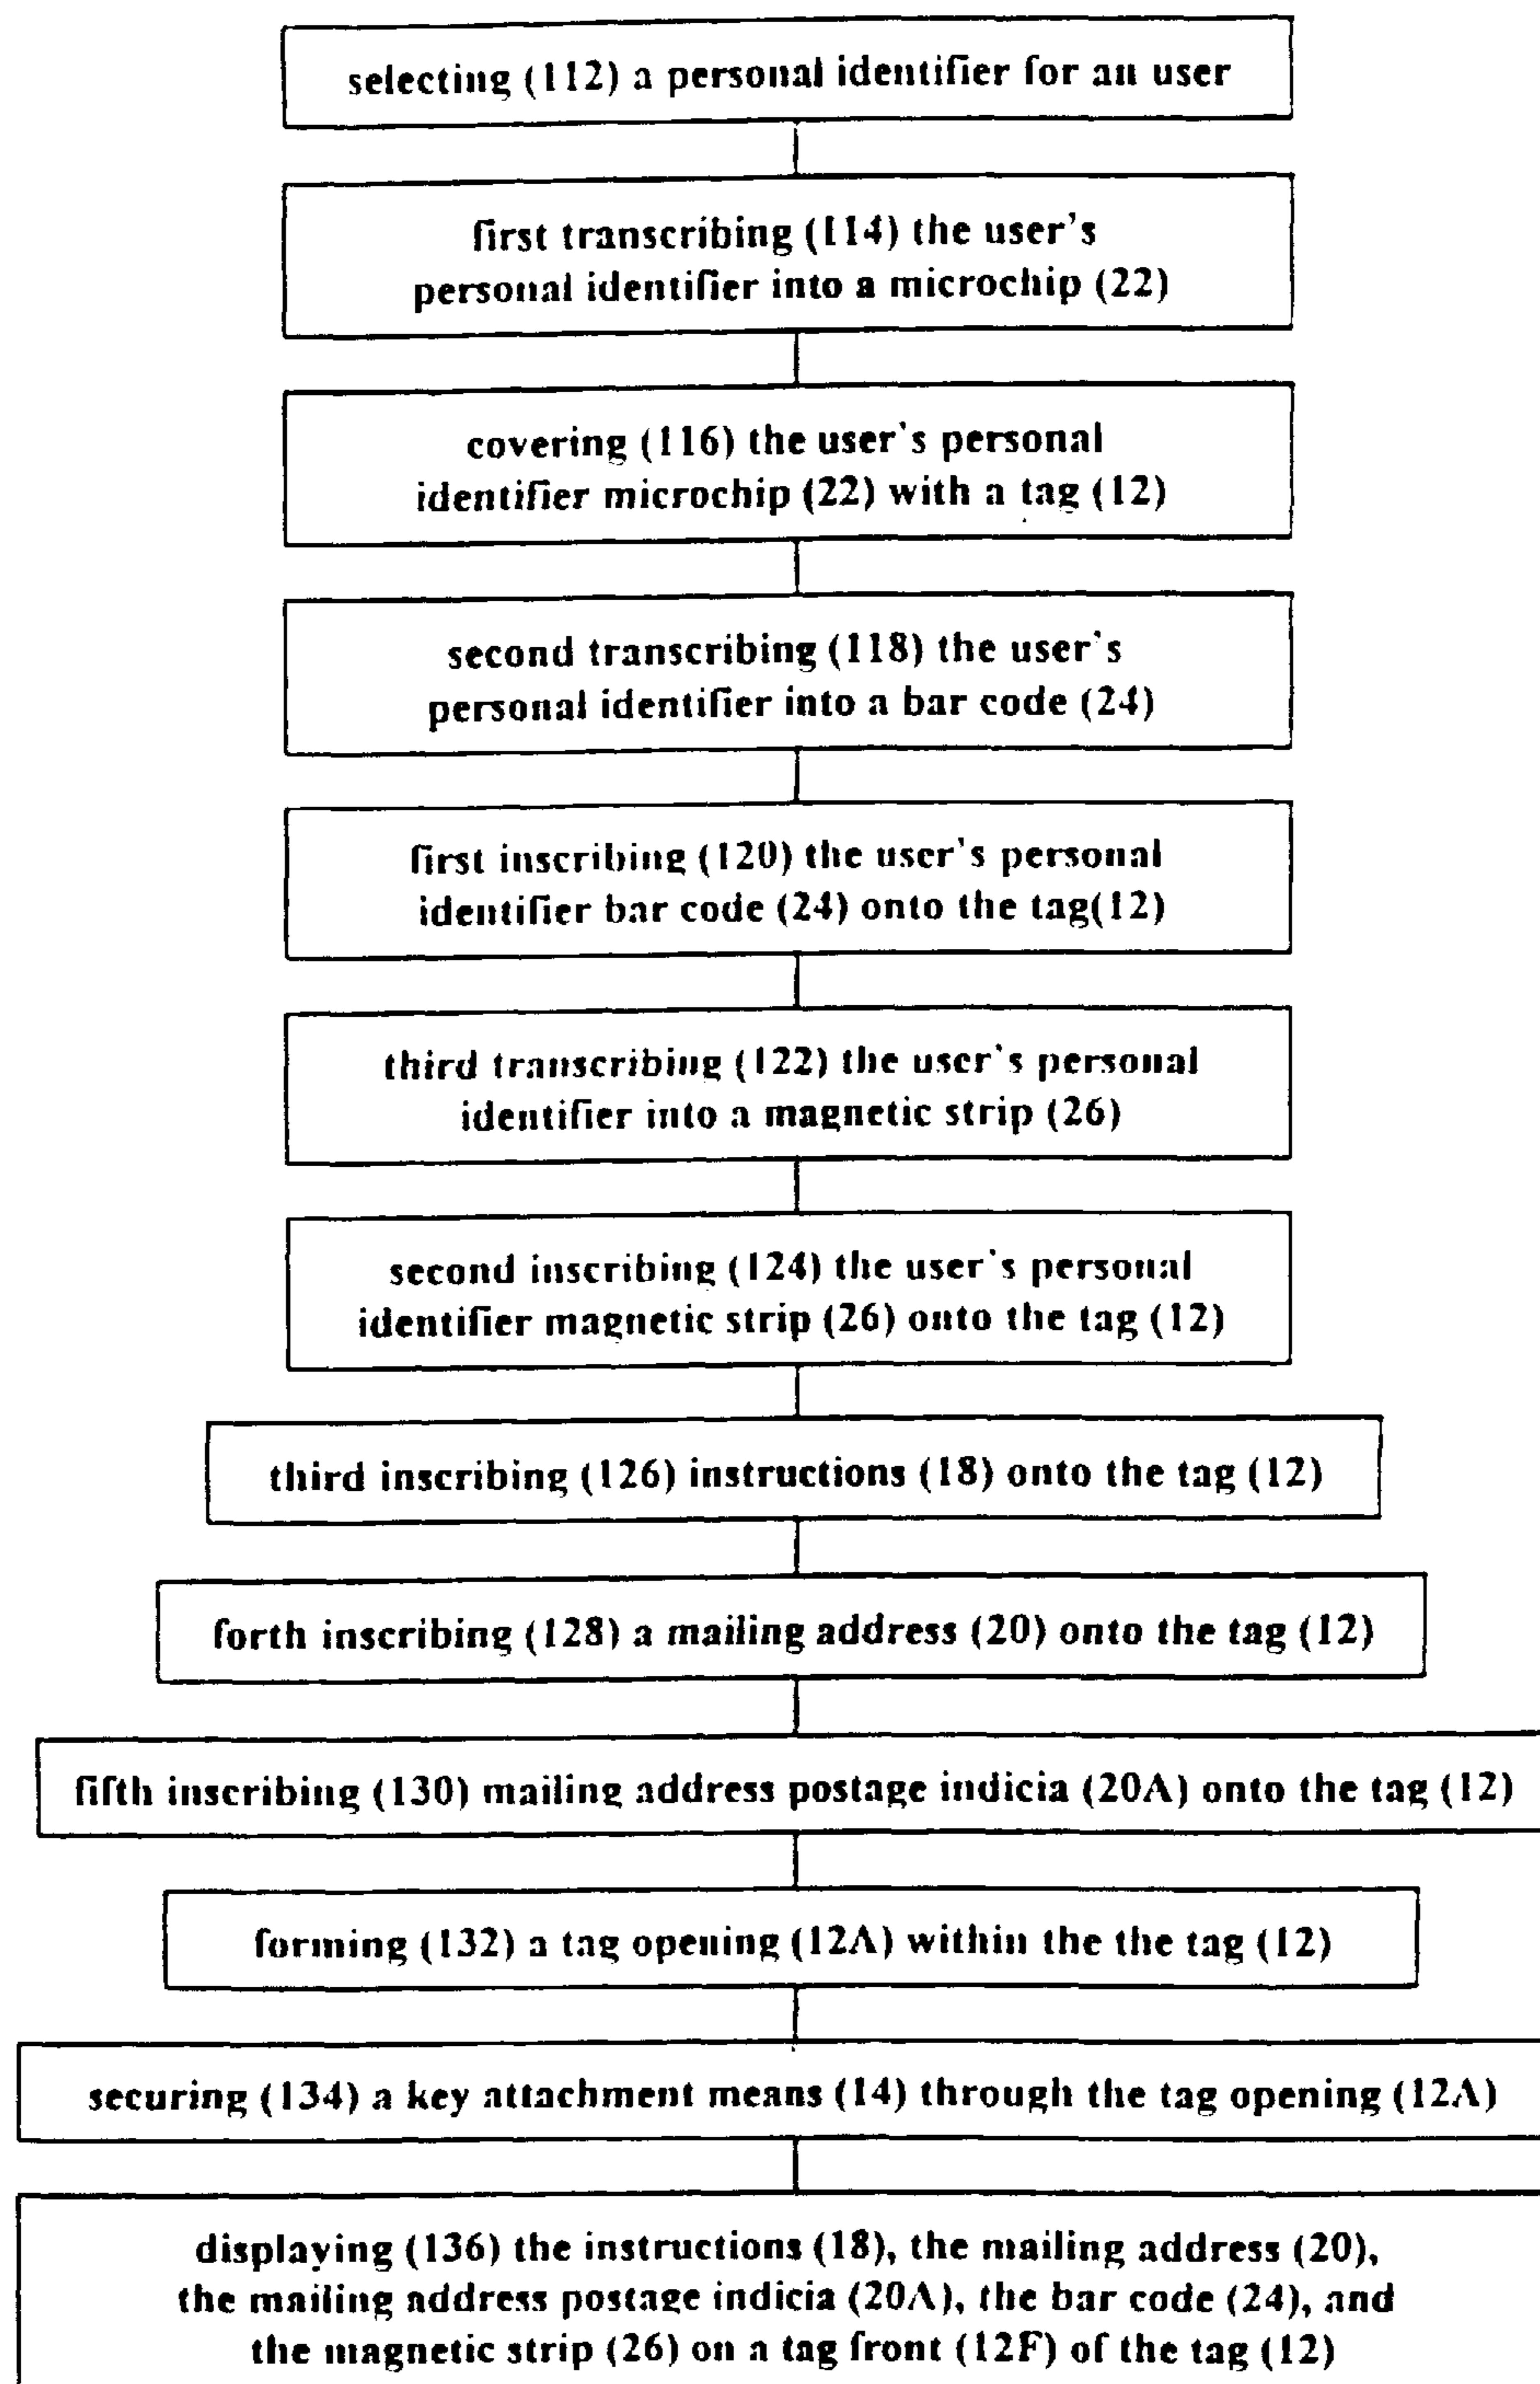 selecting (112) a personal identifier for an user
first transcribing (114) the user's
personal identifier into a microchip (22)
covering (116) the user's personal
identifier microchip (22) with a tag (12)
second transcribing (118) the user's
personal identifier into a bar code (24)
first inscribing (120) the user's personal
identifier bar code (24) onto the tag(12)
third transcribing (122) the user's personal
identifier into a magnetic strip (26)
second inscribing (124) the user's personal
identifier magnetic strip (26) onto the tag (12)
third inscribing (126) instructions (18) onto the tag (12)
forth inscribing (128) a mailing address (20) onto the tag (12)
fifth inscribing (130) mailing address postage indicia (20A) onto the tag (12)
forming (132) a tag opening (12A) within the the tag (12)
securing (134) a key attachment means (14) through the tag opening (12A)
displaying (136) the instructions (18), the mailing address (20),
the mailing address postage indicia (20A), the bar code (24), and
the magnetic strip (26) on a tag front (12F) of the tag (12)